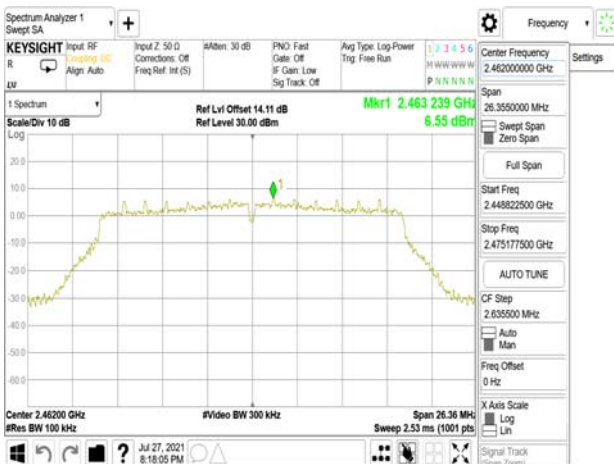 Spectrum Analyzer 1
Swept SA
Frequency
KEYSIGHT
R
Input: RF
Coupling: DC
Align: Auto
Input Z: 50 Ω
Corrections: Off
Freq Ref: Int (S)
#Atten: 30 dB
PNO: Fast
Gate: Off
IF Gain: Low
Sig Track: Off
Avg Type: Log-Power
Trig: Free Run
1 2 3 4 5 6
M W W W W W
P N N N N N
1 Spectrum
Scale/Div 10 dB
Log
Ref Lvl Offset 14.11 dB
Ref Level 30.00 dBm
Mkr1 2.463 239 GHz
6.55 dBm
20.0
10.0
0.00
-10.0
-20.0
-30.0
-40.0
-50.0
-60.0
1
Center 2.46200 GHz
#Res BW 100 kHz
#Video BW 300 kHz
Span 26.36 MHz
Sweep 2.53 ms (1001 pts)
Jul 27, 2021
8:18:05 PM
Center Frequency
2.462000000 GHz
Settings
Span
26.3550000 MHz
Swept Span
Zero Span
Full Span
Start Freq
2.448822500 GHz
Stop Freq
2.475177500 GHz
AUTO TUNE
CF Step
2.635500 MHz
Auto
Man
Freq Offset
0 Hz
X Axis Scale
Log
Lin
Signal Track
(Span Zoom)